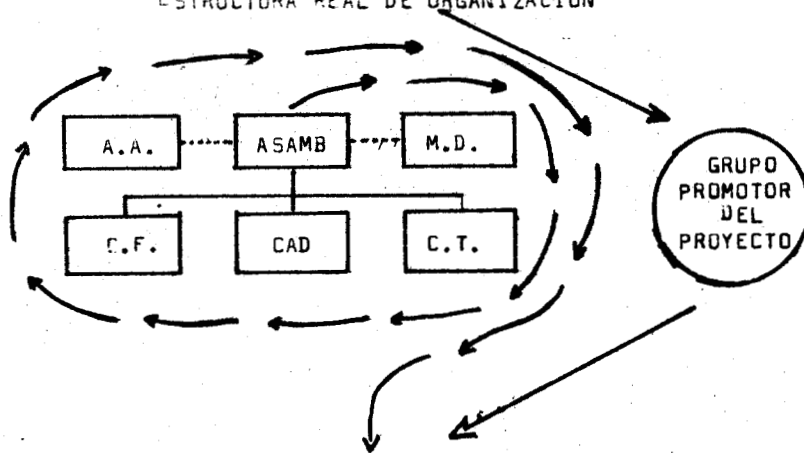 ESTRUCTURA REAL DE ORGANIZACION
A.A.
ASAMB
M.D.
C.F.
CAD
C.T.
GRUPO
PROMOTOR
DEL
PROYECTO